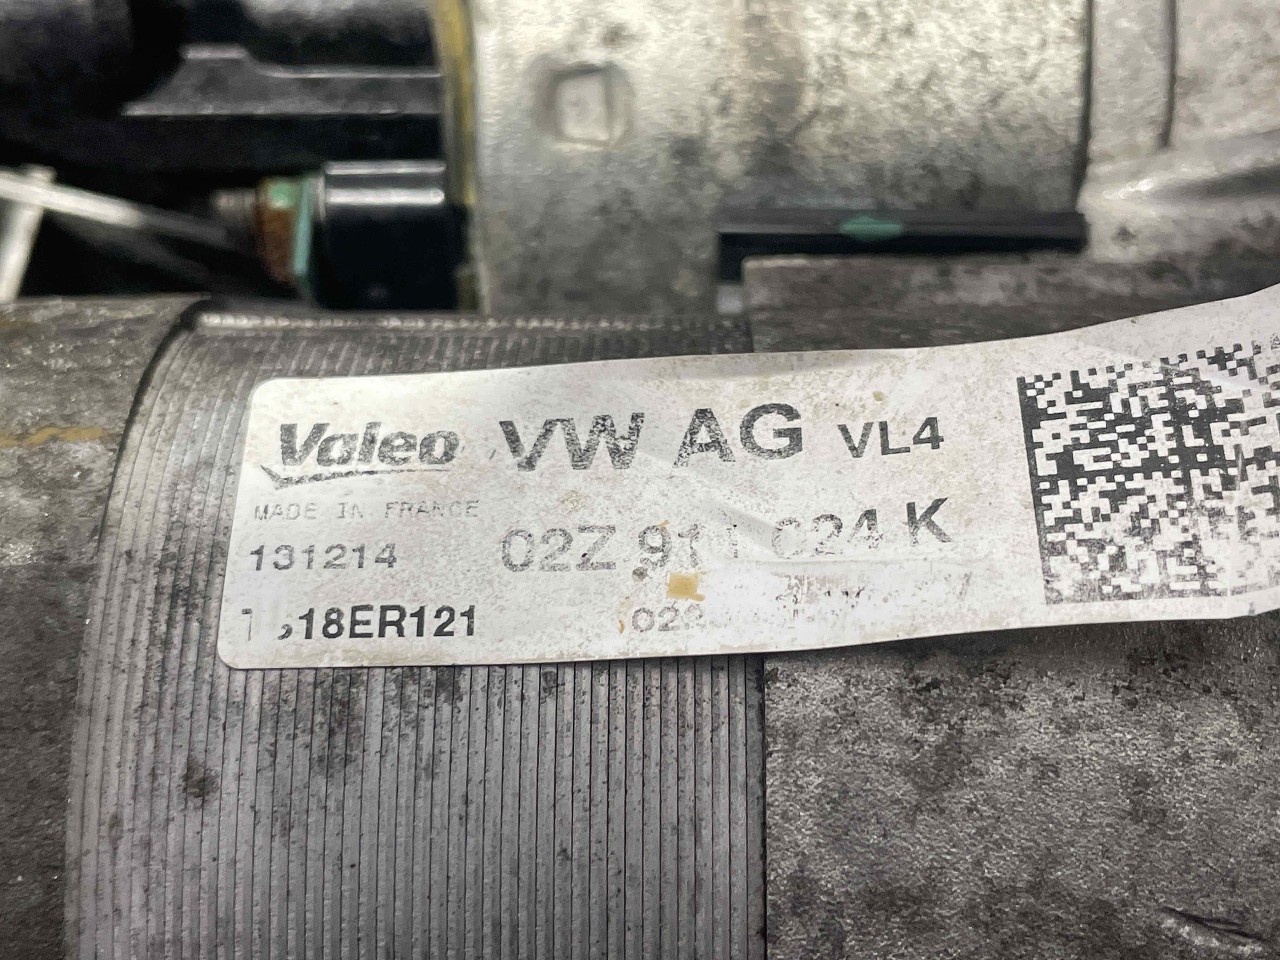 Valeo VW AG VL4
MADE IN FRANCE
131214 02Z 911 024 K
18ER121